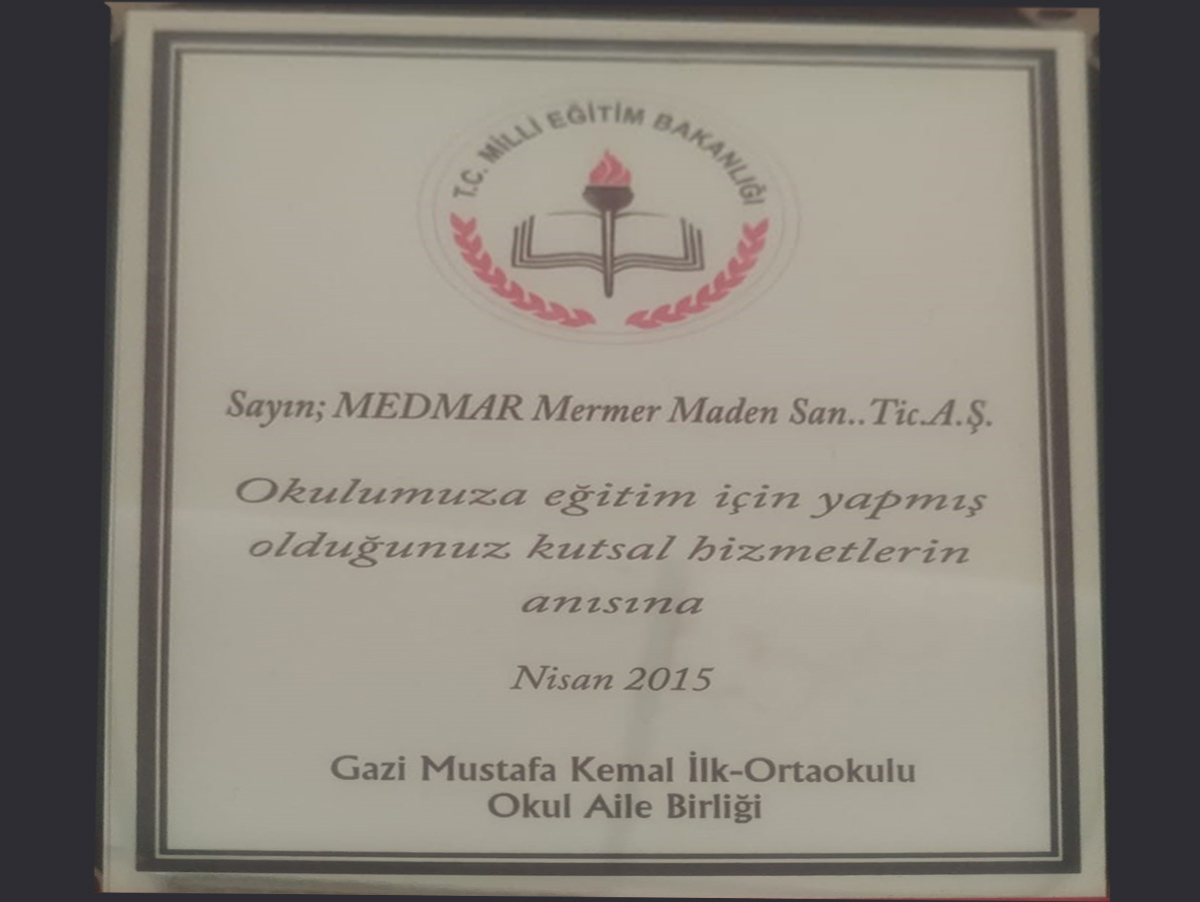 T.C. MİLLİ EĞİTİM BAKANLIĞI
Sayın; MEDMAR Mermer Maden San..Tic.A.Ş.
Okulumuza eğitim için yapmış
olduğunuz kutsal hizmetlerin
anısına
Nisan 2015
Gazi Mustafa Kemal İlk-Ortaokulu
Okul Aile Birliği